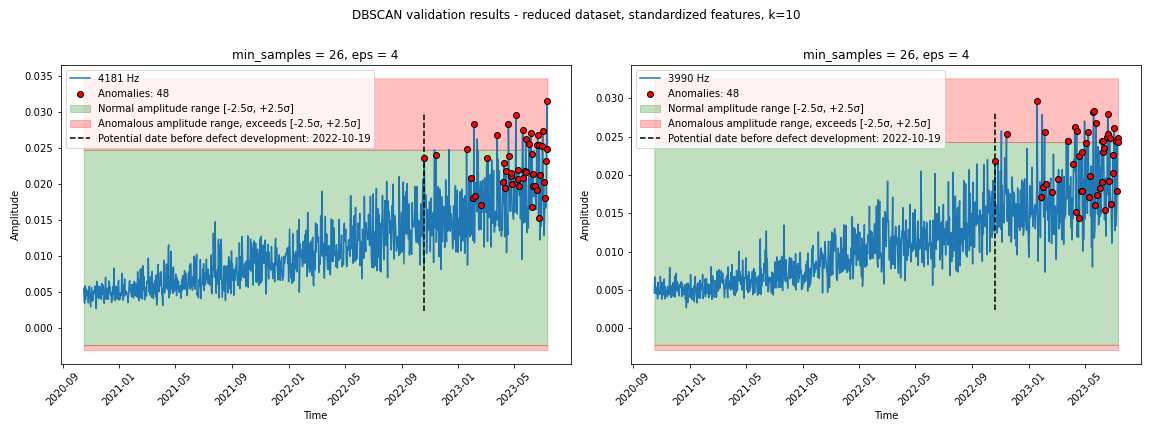 DBSCAN validation results - reduced dataset, standardized features, k=10
min_samples = 26, eps = 4
4181 Hz
Anomalies: 48
Normal amplitude range [-2.5σ, +2.5σ]
Anomalous amplitude range, exceeds [-2.5σ, +2.5σ]
Potential date before defect development: 2022-10-19
Amplitude
0.035
0.030
0.025
0.020
0.015
0.010
0.005
0.000
2020-09
2021-01
2021-05
2021-09
2022-01
2022-05
2022-09
2023-01
2023-05
Time
min_samples = 26, eps = 4
3990 Hz
Anomalies: 48
Normal amplitude range [-2.5σ, +2.5σ]
Anomalous amplitude range, exceeds [-2.5σ, +2.5σ]
Potential date before defect development: 2022-10-19
Amplitude
0.030
0.025
0.020
0.015
0.010
0.005
0.000
2020-09
2021-01
2021-05
2021-09
2022-01
2022-05
2022-09
2023-01
2023-05
Time